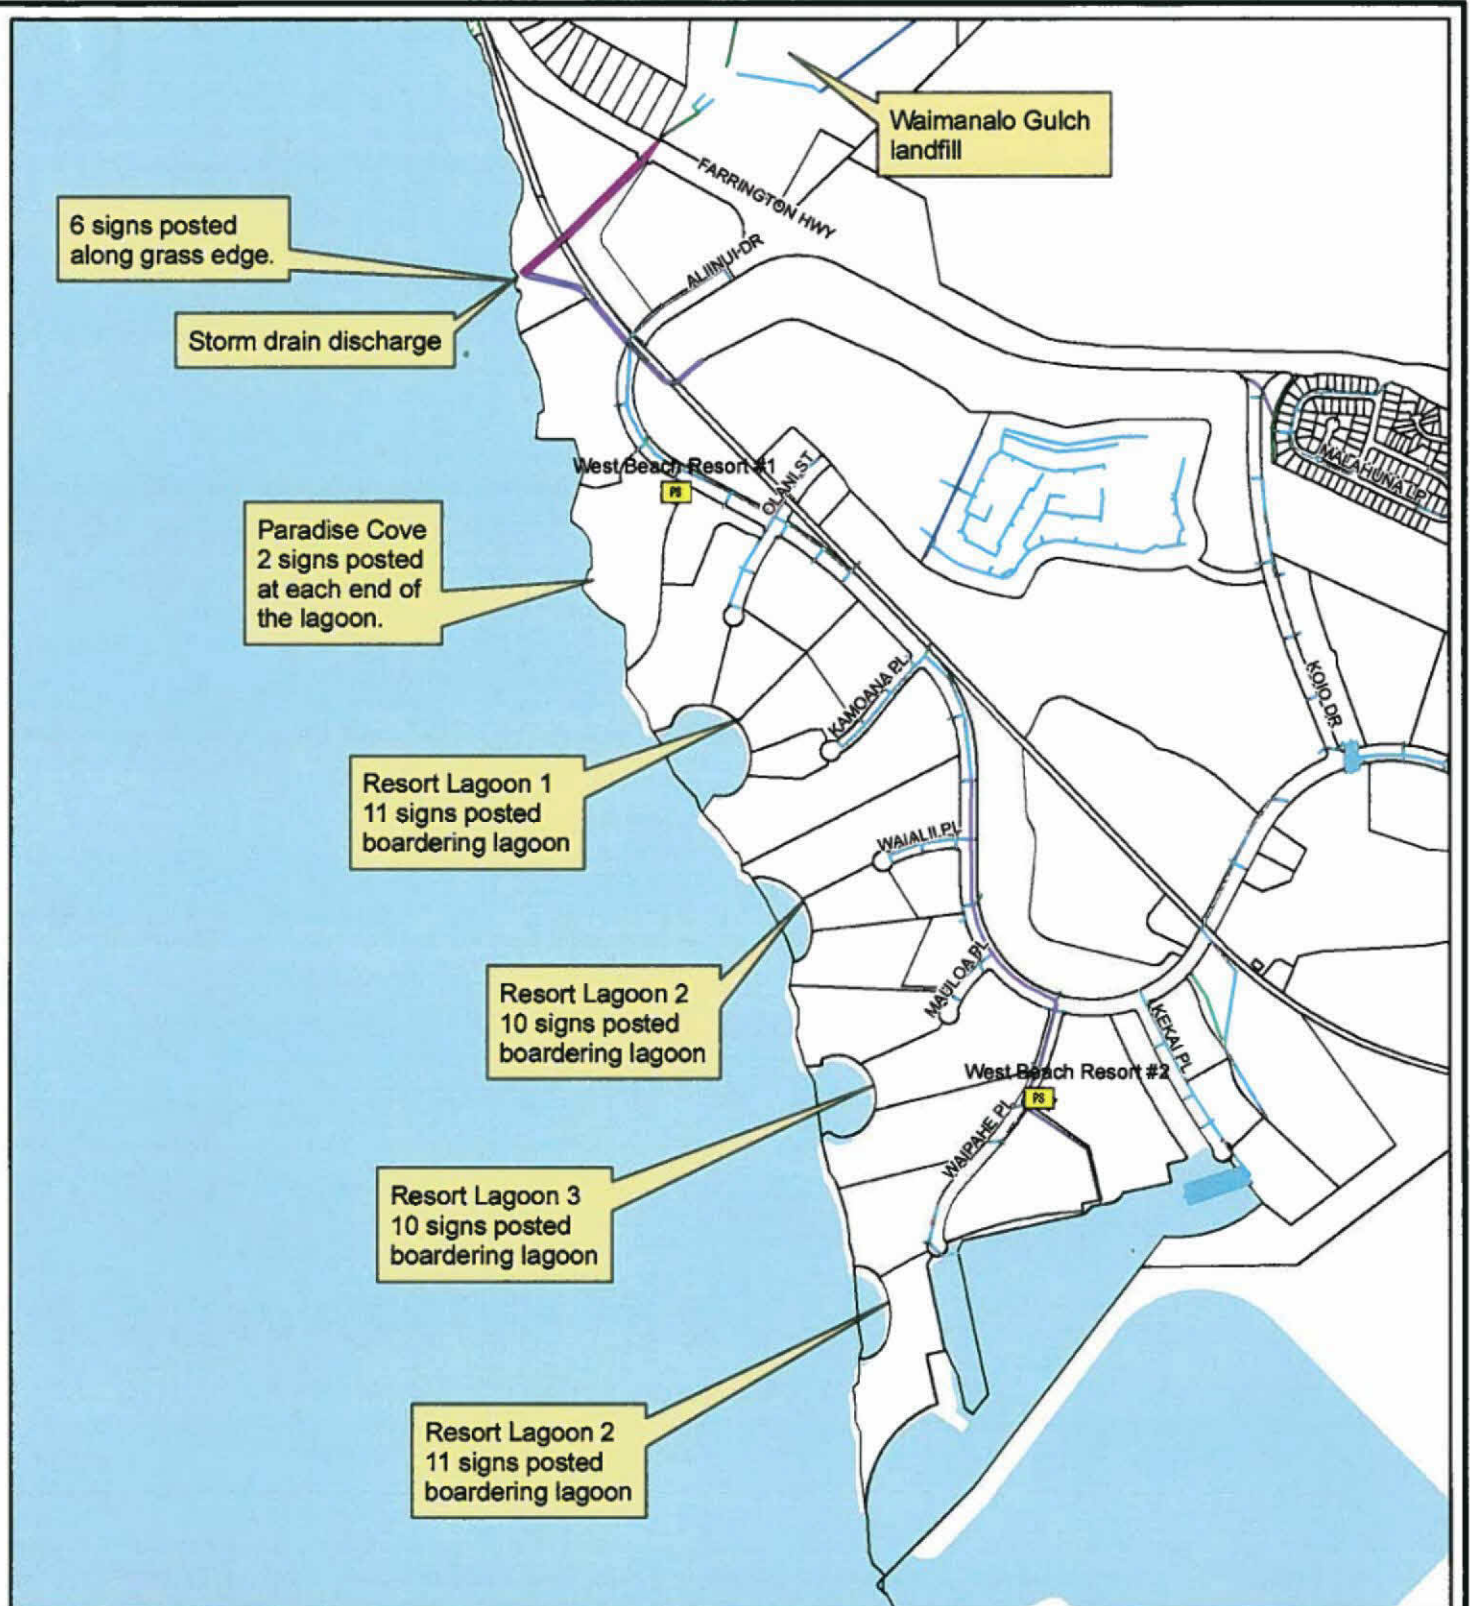 Waimanalo Gulch
landfill
FARRINGTON HWY
6 signs posted
along grass edge.
ALIINUI DR
Storm drain discharge
West Beach Resort #1
PS
OLANI ST
MALAHUNA LP
Paradise Cove
2 signs posted
at each end of
the lagoon.
KAMOANA PL
KOIO DR
Resort Lagoon 1
11 signs posted
boardering lagoon
WAIALII PL
Resort Lagoon 2
10 signs posted
boardering lagoon
MAULOA PL
KEKAI PL
West Beach Resort #2
PS
WAIPAHE PL
Resort Lagoon 3
10 signs posted
boardering lagoon
Resort Lagoon 2
11 signs posted
boardering lagoon